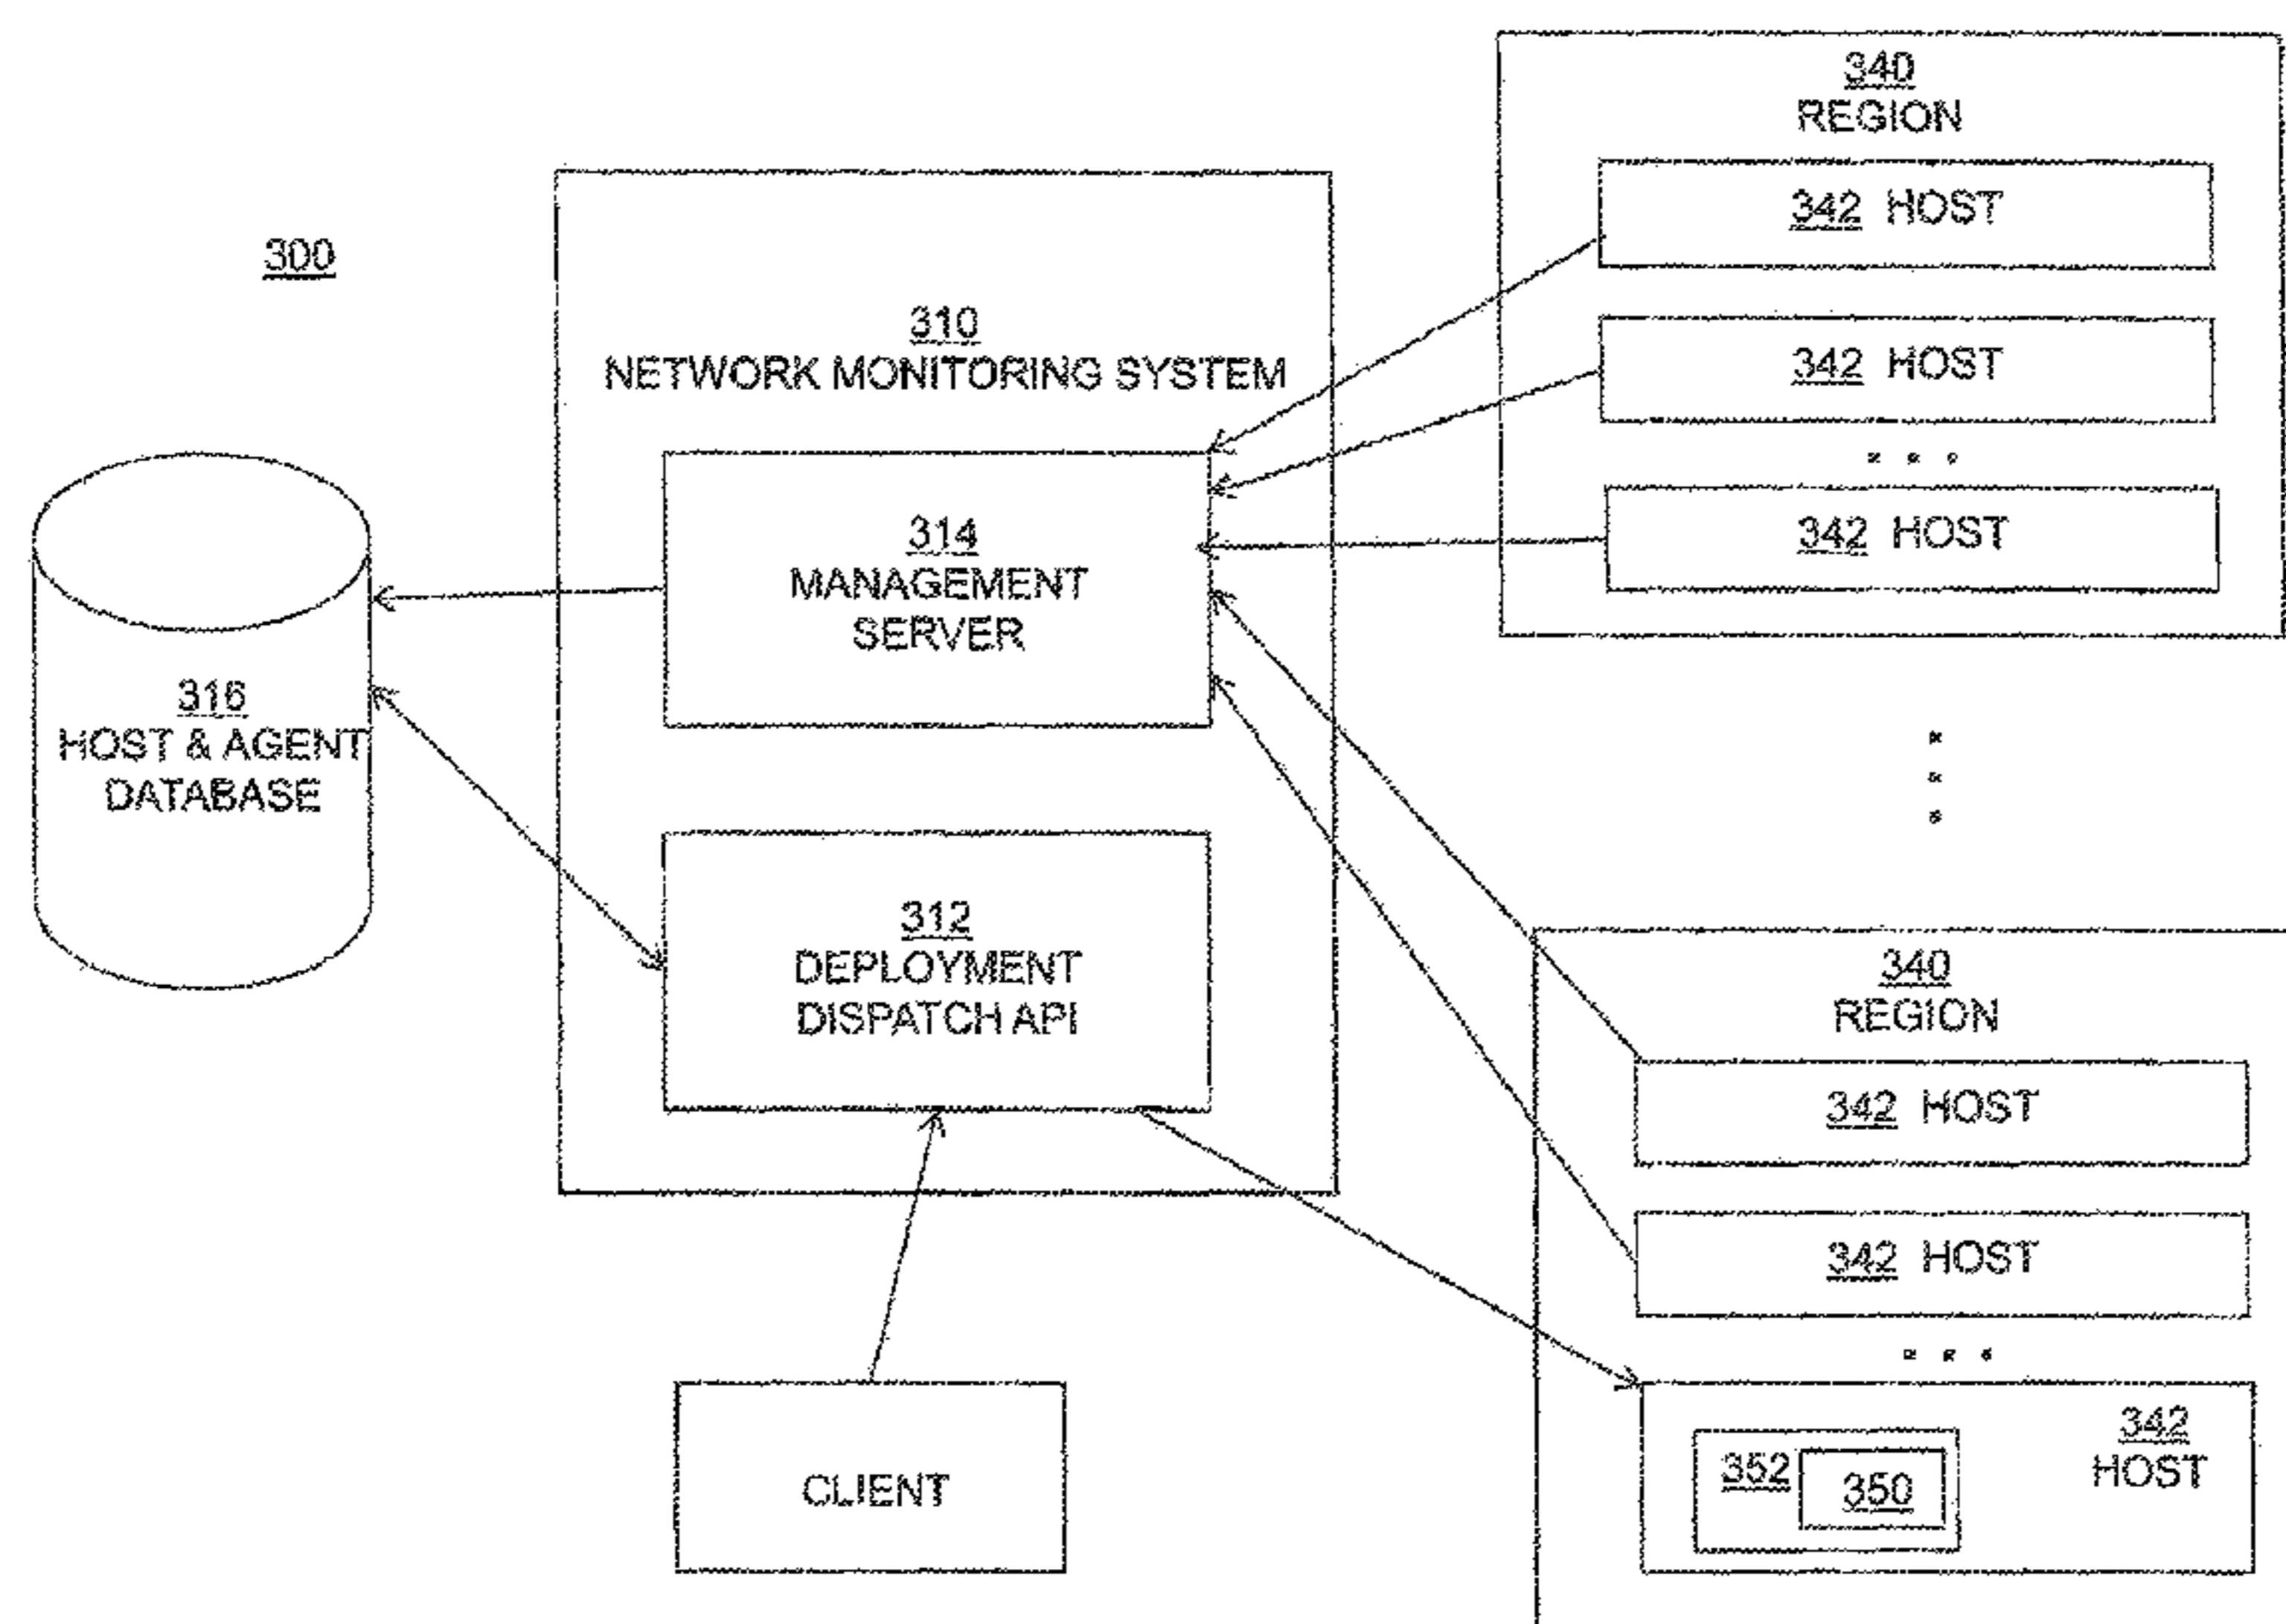 300
310
NETWORK MONITORING SYSTEM
314
MANAGEMENT
SERVER
312
DEPLOYMENT
DISPATCH API
316
HOST & AGENT
DATABASE
CLIENT
340
REGION
342 HOST
342 HOST
342 HOST
340
REGION
342 HOST
342 HOST
342
HOST
352
350